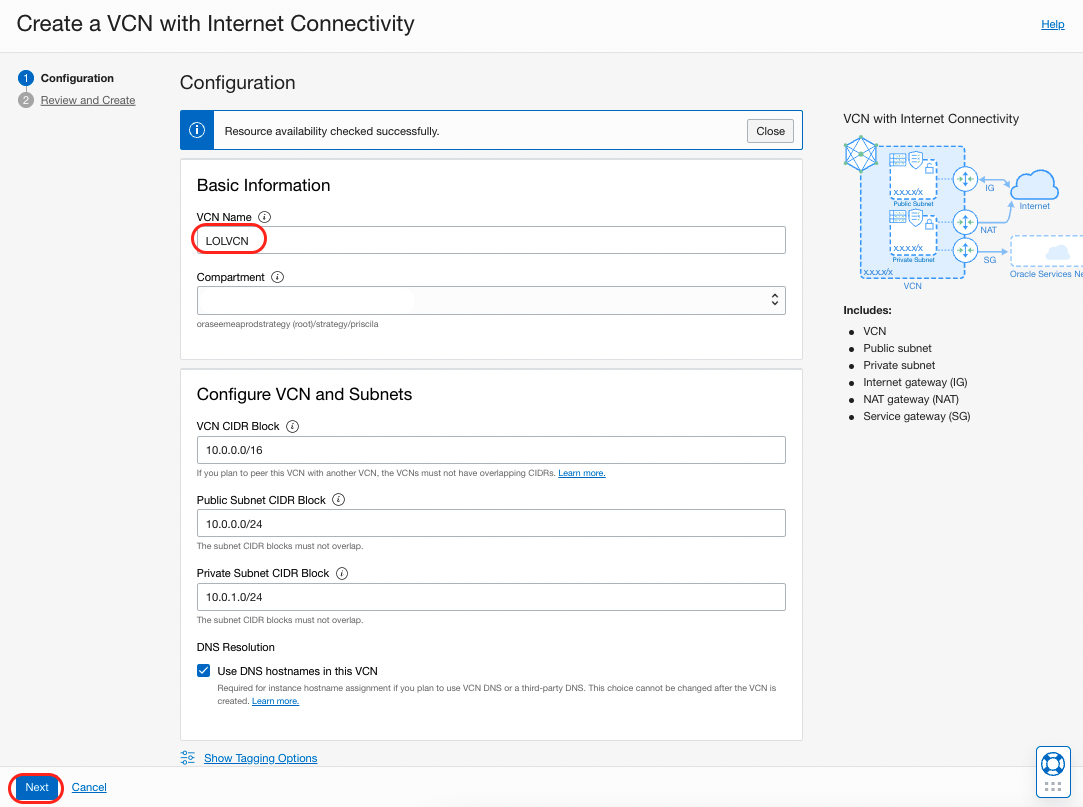 Create a VCN with Internet Connectivity
Help
1 Configuration
2 Review and Create
Configuration
Resource availability checked successfully.
Close
Basic Information
VCN Name
LOLVCN
Compartment
oraseemeaprodstrategy (root)/strategy/priscila
Configure VCN and Subnets
VCN CIDR Block
10.0.0.0/16
If you plan to peer this VCN with another VCN, the VCNs must not have overlapping CIDRs. Learn more.
Public Subnet CIDR Block
10.0.0.0/24
The subnet CIDR blocks must not overlap.
Private Subnet CIDR Block
10.0.1.0/24
The subnet CIDR blocks must not overlap.
DNS Resolution
Use DNS hostnames in this VCN
Required for instance hostname assignment if you plan to use VCN DNS or a third-party DNS. This choice cannot be changed after the VCN is
created. Learn more.
Show Tagging Options
Next
Cancel
VCN with Internet Connectivity
X.X.X.X/X
Public Subnet
IG
Internet
NAT
X.X.X.X/X
Private Subnet
SG
X.X.X.X/X
Oracle Services Ne
VCN
Includes:
VCN
Public subnet
Private subnet
Internet gateway (IG)
NAT gateway (NAT)
Service gateway (SG)